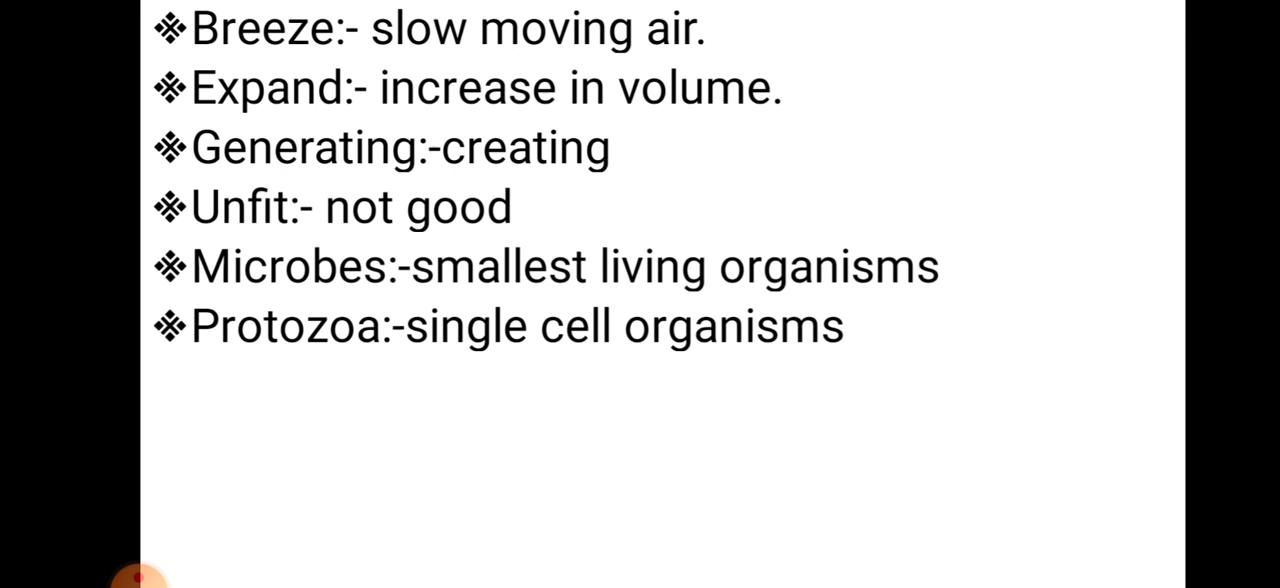 ❖Breeze:- slow moving air.
❖Expand:- increase in volume.
❖Generating:-creating
❖Unfit:- not good
❖Microbes:-smallest living organisms
❖Protozoa:-single cell organisms